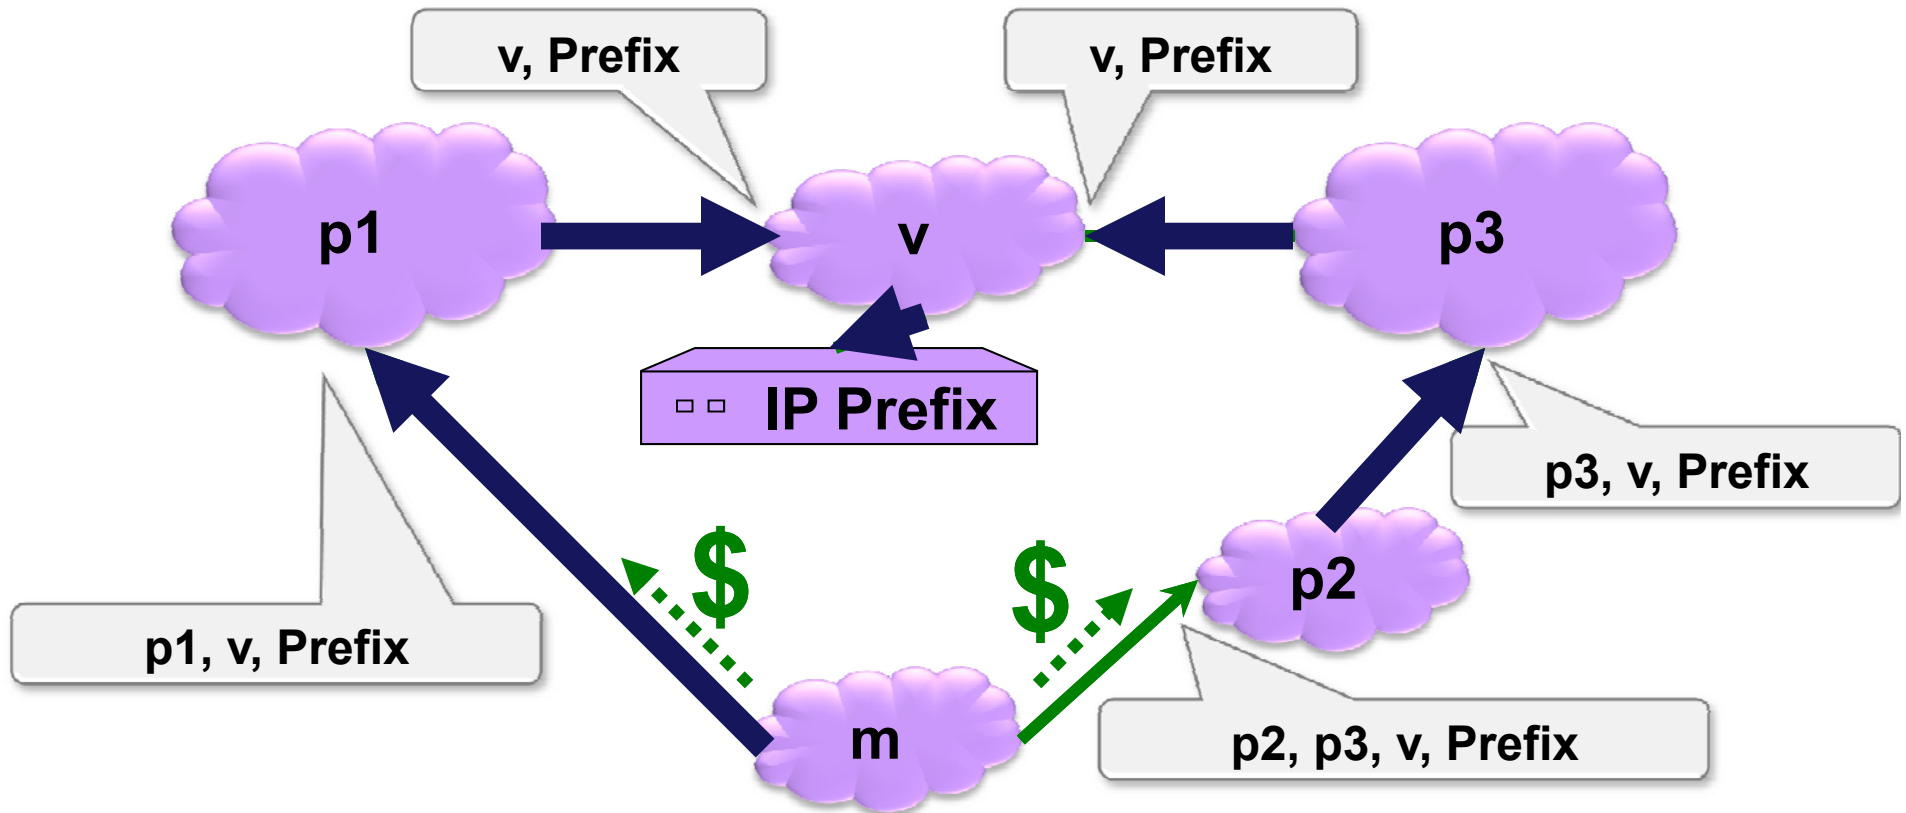 v, Prefix
v, Prefix
p1
v
p3
IP Prefix
p3, v, Prefix
$
$
p2
p1, v, Prefix
m
p2, p3, v, Prefix